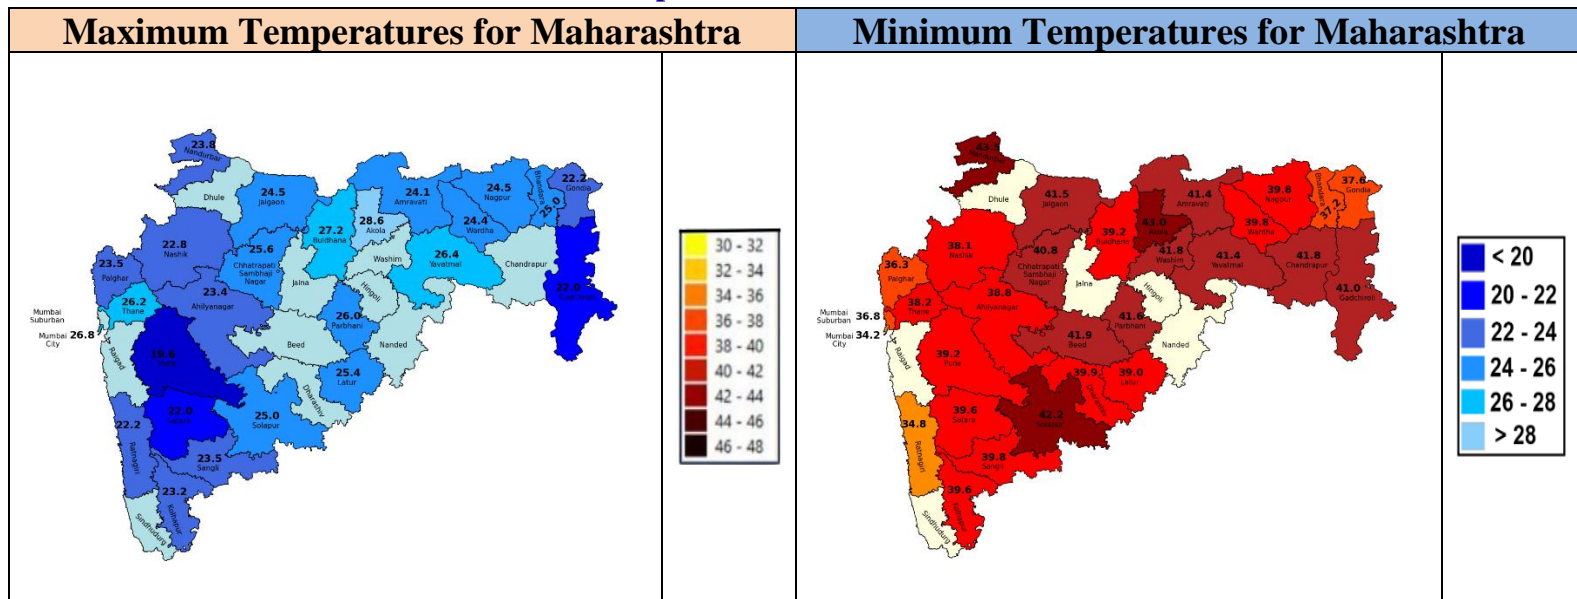 Maximum Temperatures for Maharashtra
23.8
Nandurbar
Dhule
24.5
Jalgaon
27.2
Buldhana
28.6
Akola
24.1
Amravati
24.5
Nagpur
24.4
Wardha
Bhandara
25.0
22.2
Gondia
22.8
Nashik
25.6
Chhatrapati
Sambhaji
Nagar
Jalna
Washim
Hingoli
26.4
Yavatmal
Chandrapur
22.0
23.5
Palghar
26.2
Thane
23.4
Ahilyanagar
26.0
Parbhani
Mumbai
Suburban
Mumbai
City
26.8
Raigad
19.6
Beed
Nanded
25.4
Latur
Dharashiv
22.2
Ratnagiri
22.0
Satara
25.0
Solapur
23.5
Sangli
23.2
Kolhapur
Sindhudurg
30 - 32
32 - 34
34 - 36
36 - 38
38 - 40
40 - 42
42 - 44
44 - 46
46 - 48
Minimum Temperatures for Maharashtra
Dhule
41.5
Jalgaon
39.2
Buldhana
43.0
Akola
41.4
Amravati
39.8
Nagpur
39.8
Wardha
Bhandara
37.2
37.6
Gondia
38.1
Nashik
40.8
Chhatrapati
Sambhaji
Nagar
Jalna
41.8
Washim
Hingoli
41.4
Yavatmal
41.8
Chandrapur
41.0
Gadchiroli
36.3
Palghar
38.2
Thane
38.8
Ahilyanagar
41.6
Parbhani
Mumbai
Suburban
36.8
Mumbai
City
34.2
Raigad
39.2
Pune
41.9
Beed
Nanded
39.9
Dharashiv
39.0
Latur
34.8
Ratnagiri
39.6
Satara
42.2
Solapur
39.8
Sangli
39.6
Kolhapur
Sindhudurg
< 20
20 - 22
22 - 24
24 - 26
26 - 28
> 28